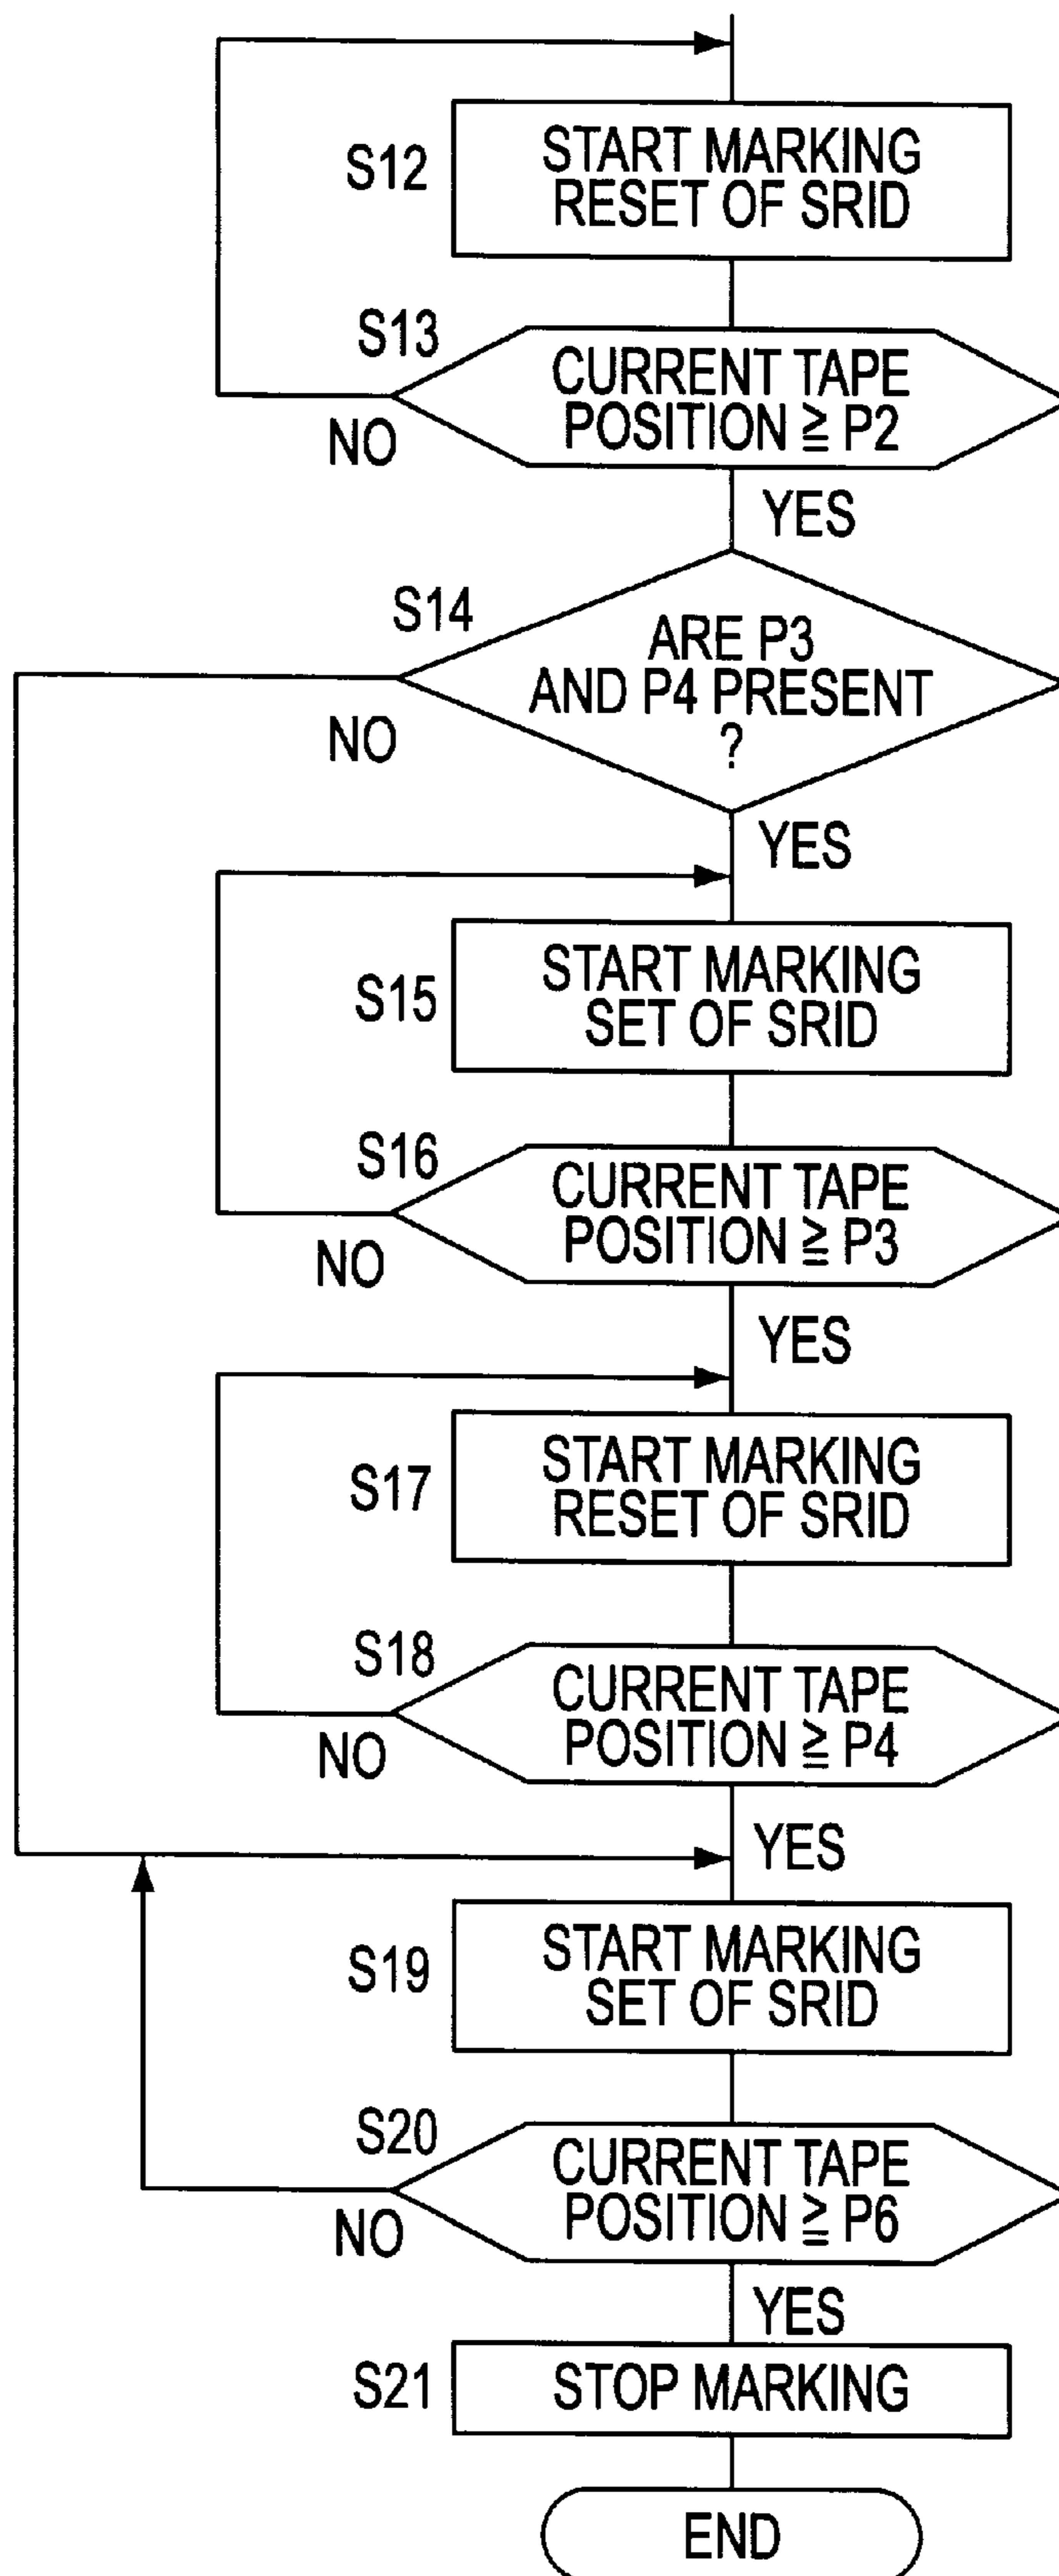 S12
START MARKING
RESET OF SRID
S13
CURRENT TAPE
POSITION ≧ P2
NO
YES
S14
ARE P3
AND P4 PRESENT
?
NO
YES
S15
START MARKING
SET OF SRID
S16
CURRENT TAPE
POSITION ≧ P3
NO
YES
S17
START MARKING
RESET OF SRID
S18
CURRENT TAPE
POSITION ≧ P4
NO
YES
S19
START MARKING
SET OF SRID
S20
CURRENT TAPE
POSITION ≧ P6
NO
YES
S21
STOP MARKING
END